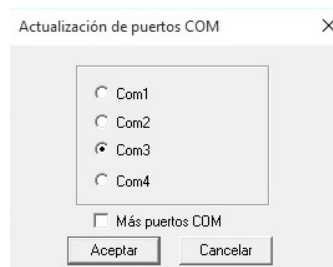 Actualización de puertos COM
Com1
Com2
Com3
Com4
Más puertos COM
Aceptar Cancelar